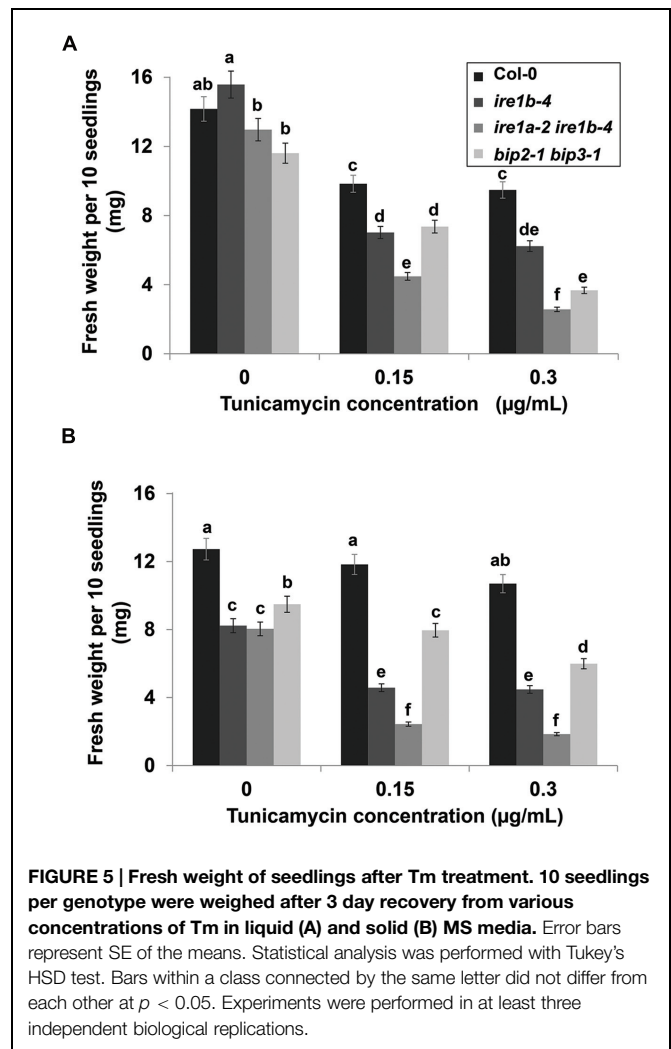 A
Fresh weight per 10 seedlings
(mg)
16
12
8
4
0
ab
a
b
b
c
d
e
d
c
de
f
e
Col-0
ire1b-4
ire1a-2 ire1b-4
bip2-1 bip3-1
0
0.15
0.3
Tunicamycin concentration (µg/mL)
B
Fresh weight per 10 seedlings
(mg)
16
12
8
4
0
a
c
c
b
a
e
f
c
ab
e
f
d
0
0.15
0.3
Tunicamycin concentration (µg/mL)
FIGURE 5 | Fresh weight of seedlings after Tm treatment. 10 seedlings
per genotype were weighed after 3 day recovery from various
concentrations of Tm in liquid (A) and solid (B) MS media. Error bars
represent SE of the means. Statistical analysis was performed with Tukey's
HSD test. Bars within a class connected by the same letter did not differ from
each other at p < 0.05. Experiments were performed in at least three
independent biological replications.